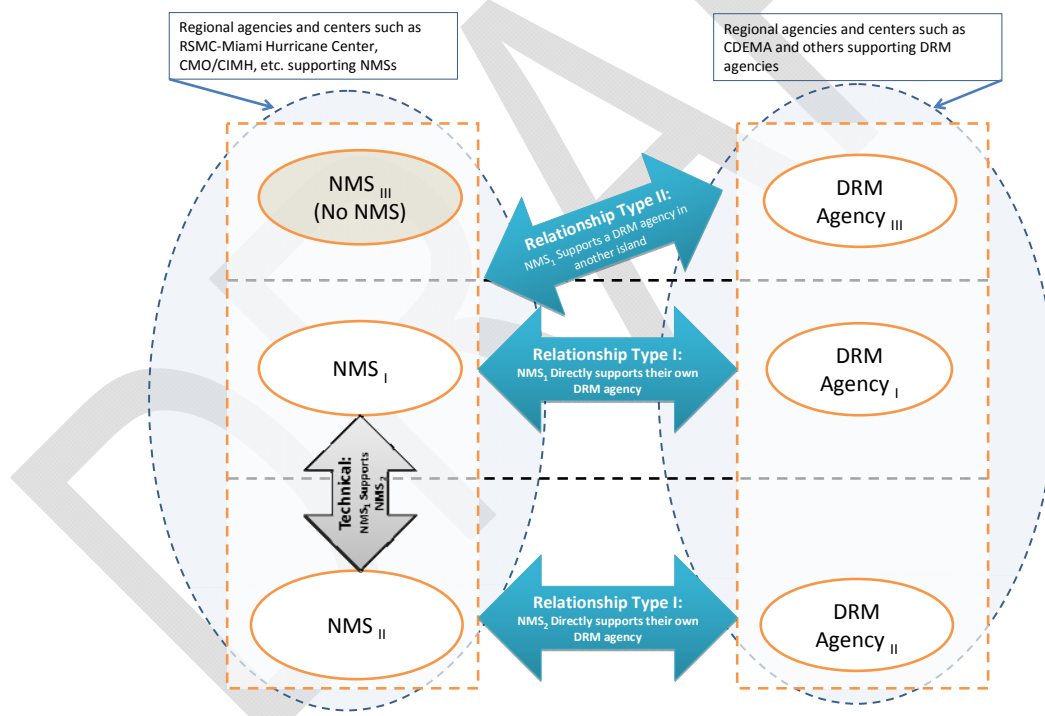 Regional agencies and centers such as
RSMC-Miami Hurricane Center,
CMO/CIMH, etc. supporting NMSs
Regional agencies and centers such as
CDEMA and others supporting DRM
agencies
NMS III
(No NMS)
Relationship Type II:
NMS1 Supports a DRM agency in
another island
DRM
Agency III
NMS I
Relationship Type I:
NMS1 Directly supports their own
DRM agency
DRM
Agency I
Technical:
NMS1 Supports
NMS2
NMS II
Relationship Type I:
NMS2 Directly supports their own
DRM agency
DRM
Agency II
DRAFT